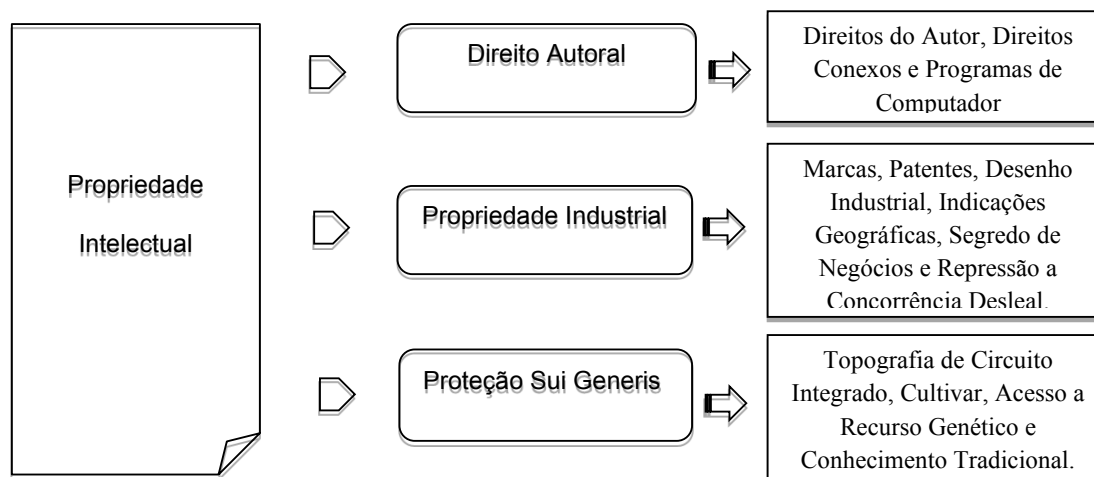 Propriedade
Intelectual
Direito Autoral
Direitos do Autor, Direitos
Conexos e Programas de
Computador
Propriedade Industrial
Marcas, Patentes, Desenho
Industrial, Indicações
Geográficas, Segredo de
Negócios e Repressão a
Concorrência Desleal.
Proteção Sui Generis
Topografia de Circuito
Integrado, Cultivar, Acesso a
Recurso Genético e
Conhecimento Tradicional.